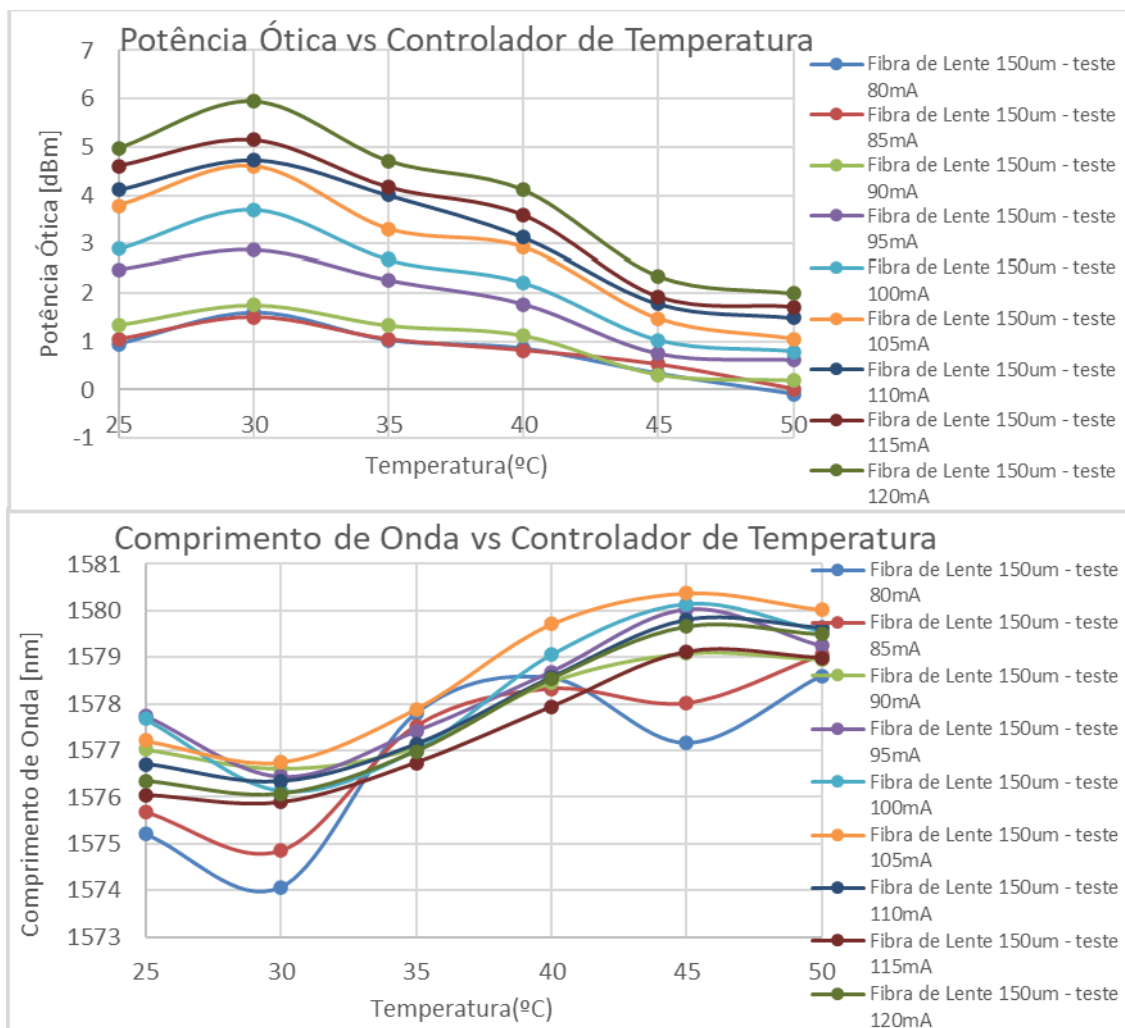 Potência Ótica vs Controlador de Temperatura
7
6
5
4
3
2
1
0
-1
Potência Ótica [dBm]
25 30 35 40 45 50
Temperatura(ºC)
Fibra de Lente 150um - teste
80mA
Fibra de Lente 150um - teste
85mA
Fibra de Lente 150um - teste
90mA
Fibra de Lente 150um - teste
95mA
Fibra de Lente 150um - teste
100mA
Fibra de Lente 150um - teste
105mA
Fibra de Lente 150um - teste
110mA
Fibra de Lente 150um - teste
115mA
Fibra de Lente 150um - teste
120mA
Comprimento de Onda vs Controlador de Temperatura
1581
1580
1579
1578
1577
1576
1575
1574
1573
Comprimento de Onda [nm]
25 30 35 40 45 50
Temperatura(ºC)
Fibra de Lente 150um - teste
80mA
Fibra de Lente 150um - teste
85mA
Fibra de Lente 150um - teste
90mA
Fibra de Lente 150um - teste
95mA
Fibra de Lente 150um - teste
100mA
Fibra de Lente 150um - teste
105mA
Fibra de Lente 150um - teste
110mA
Fibra de Lente 150um - teste
115mA
Fibra de Lente 150um - teste
120mA